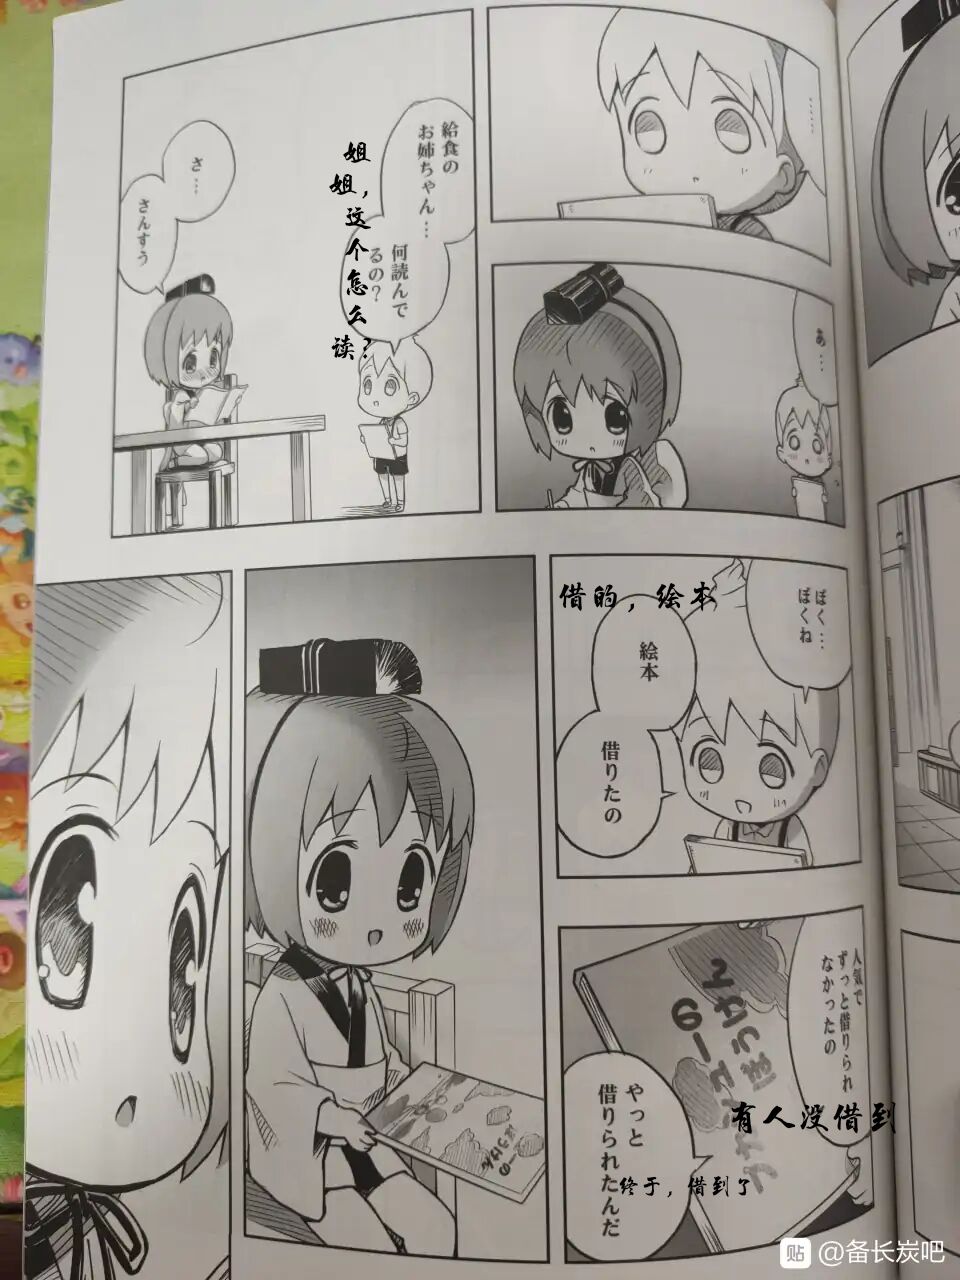 ………
あ…
給食の
お姉ちゃん…
何読んで
るの？
姐
姐，
这
个
怎
么
读？
さ…
さんすう
ぼく…
ぼくね
借的，绘本
絵本
借りたの
人気で
ずっと借りられ
なかったの
有人没借到
やっと
借りられたんだ
终于，借到了
貼 @备长炭吧